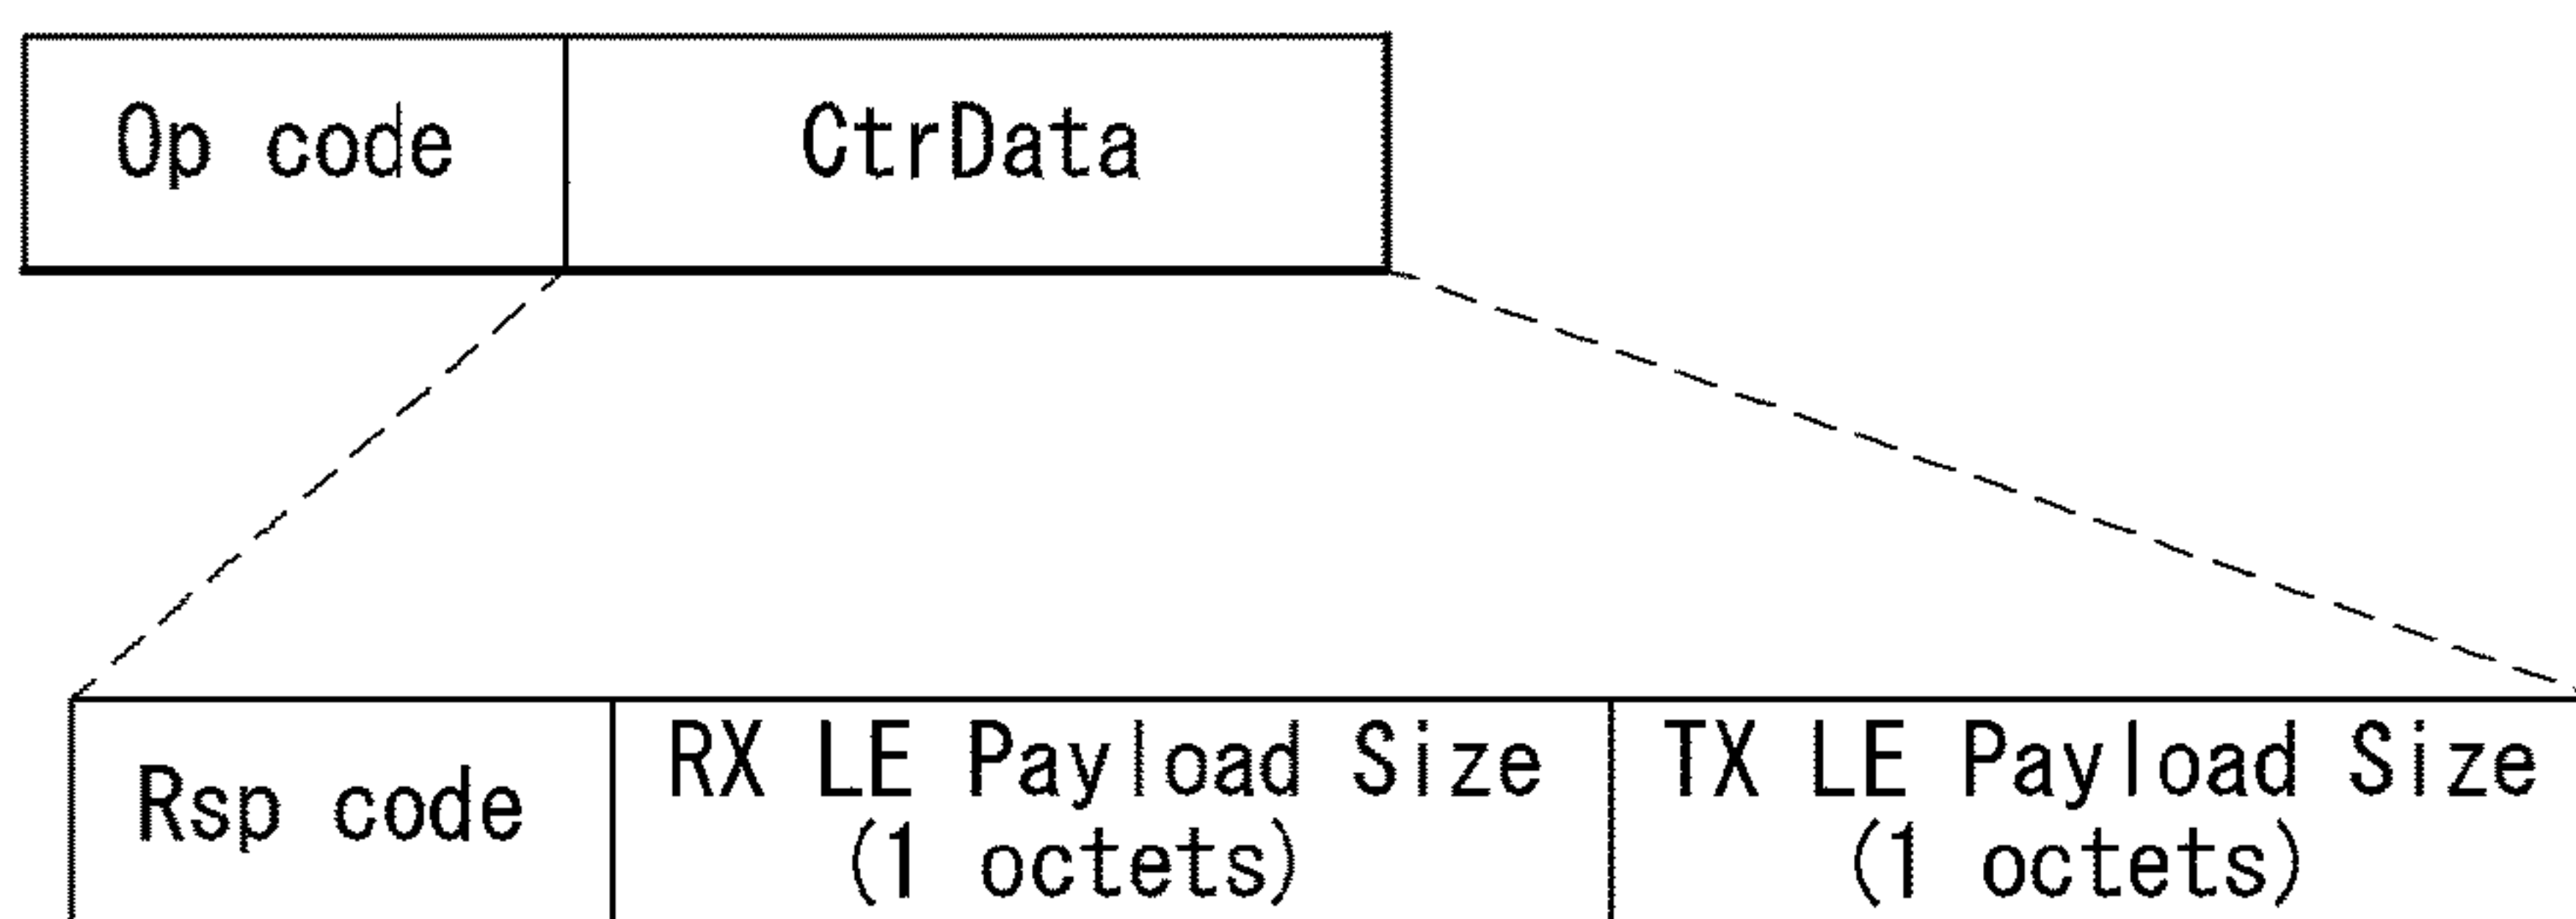 Op code
CtrData
Rsp code
RX LE Payload Size
(1 octets)
TX LE Payload Size
(1 octets)